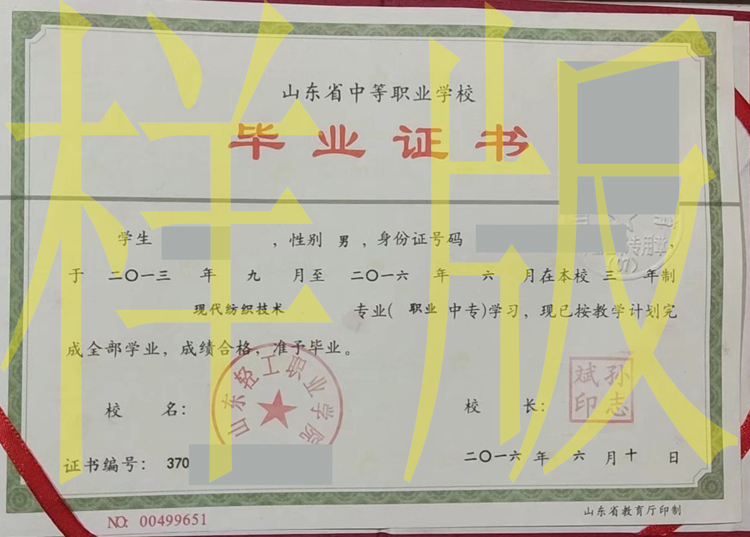 样版
山东省中等职业学校
毕业证书
学生 ，性别 男 ，身份证号码
于 二〇一三 年 九 月至 二〇一六 年 六 月在本校 三 年制
现代纺织技术 专业( 职业 中专)学习，现已按教学计划完
成全部学业，成绩合格，准予毕业。
校 名： 校 长：
山东轻工职业学院
孙志斌印
证书编号： 370
二〇一六 年 六 月 十 日
NO: 00499651
山东省教育厅印制
专用章